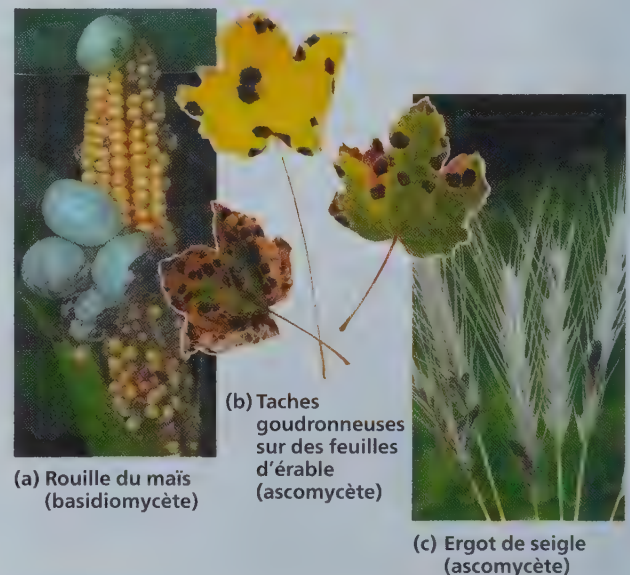 (a) Rouille du maïs
(basidiomycète)
(b) Taches
goudronneuses
sur des feuilles
d'érable
(ascomycète)
(c) Ergot de seigle
(ascomycète)